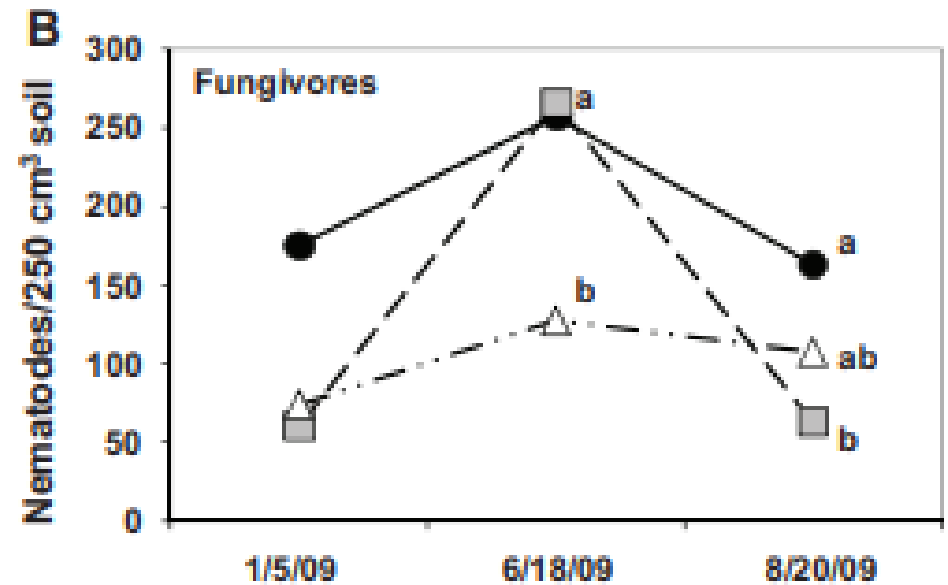 B
Nematodes/250 cm³ soil
300
250
200
150
100
50
0
Fungivores
a
b
a
ab
b
1/5/09
6/18/09
8/20/09